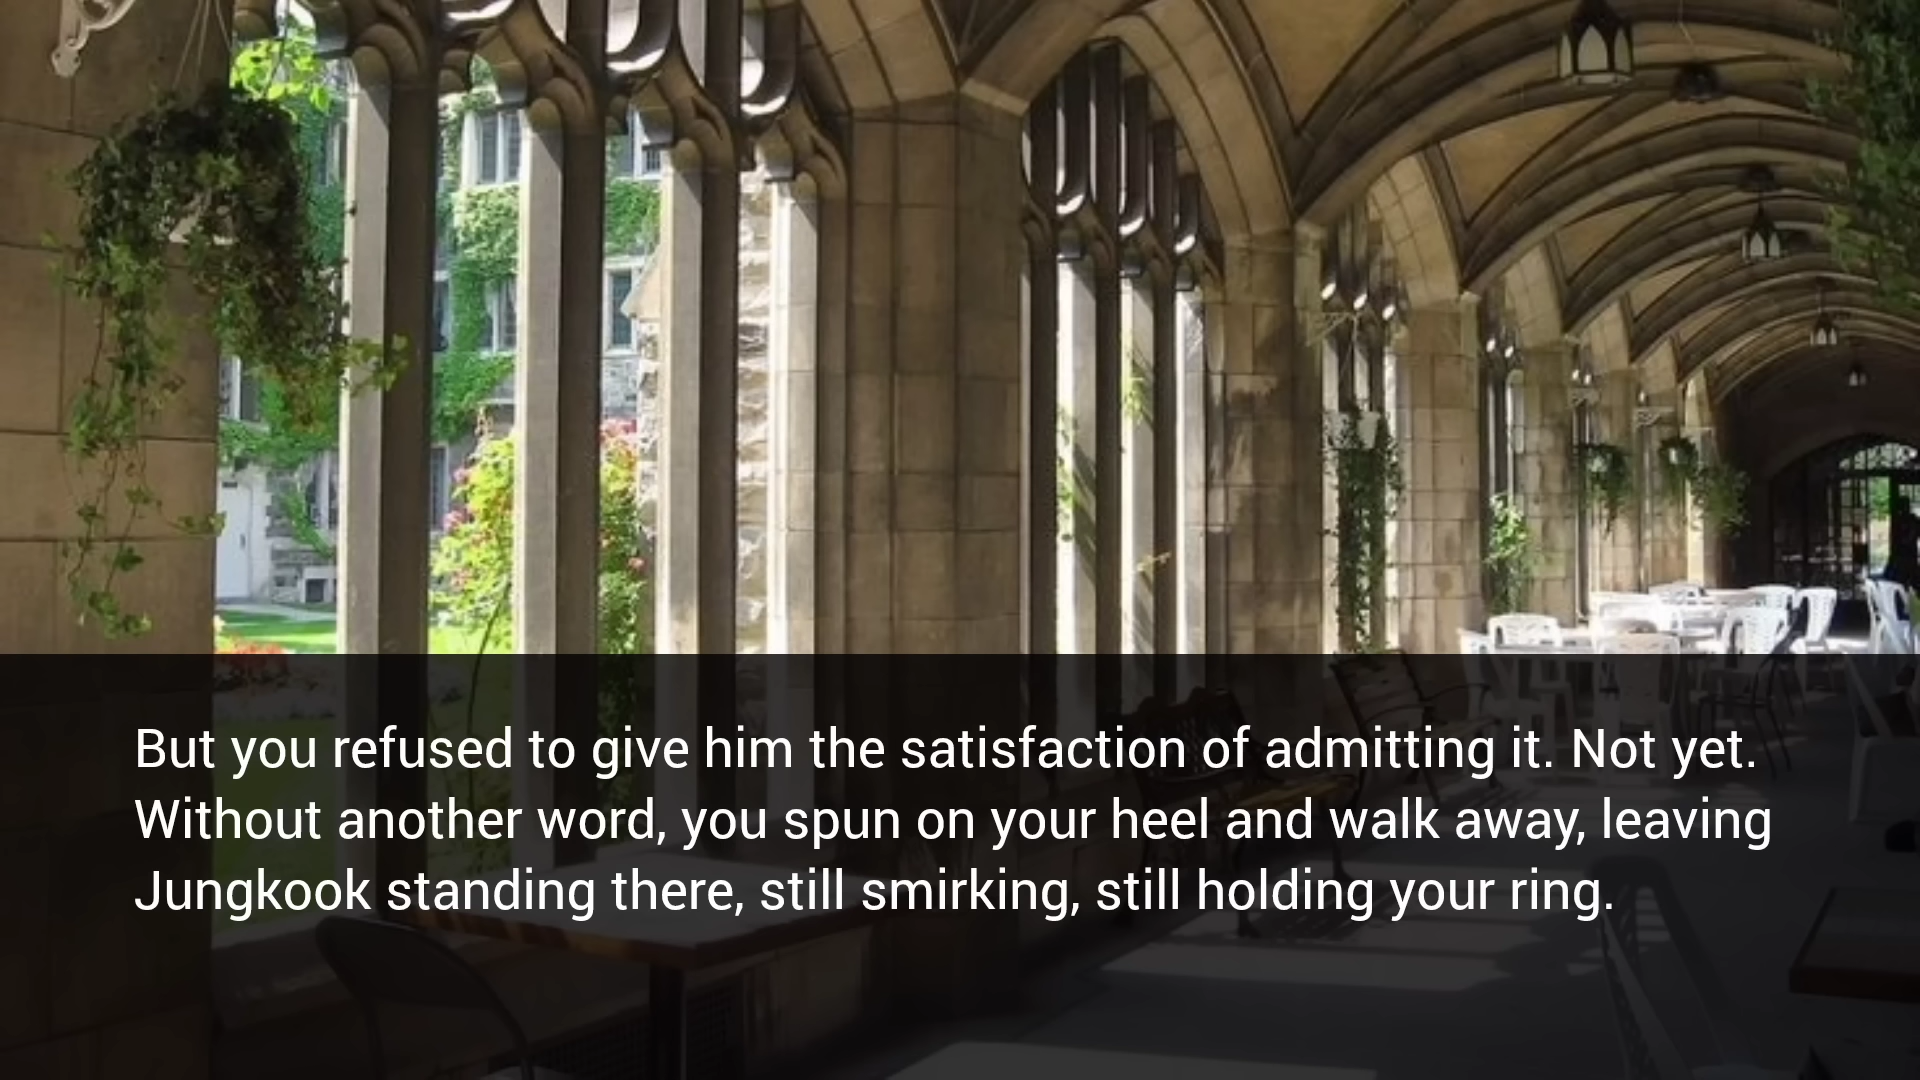 But you refused to give him the satisfaction of admitting it. Not yet.
Without another word, you spun on your heel and walk away, leaving
Jungkook standing there, still smirking, still holding your ring.